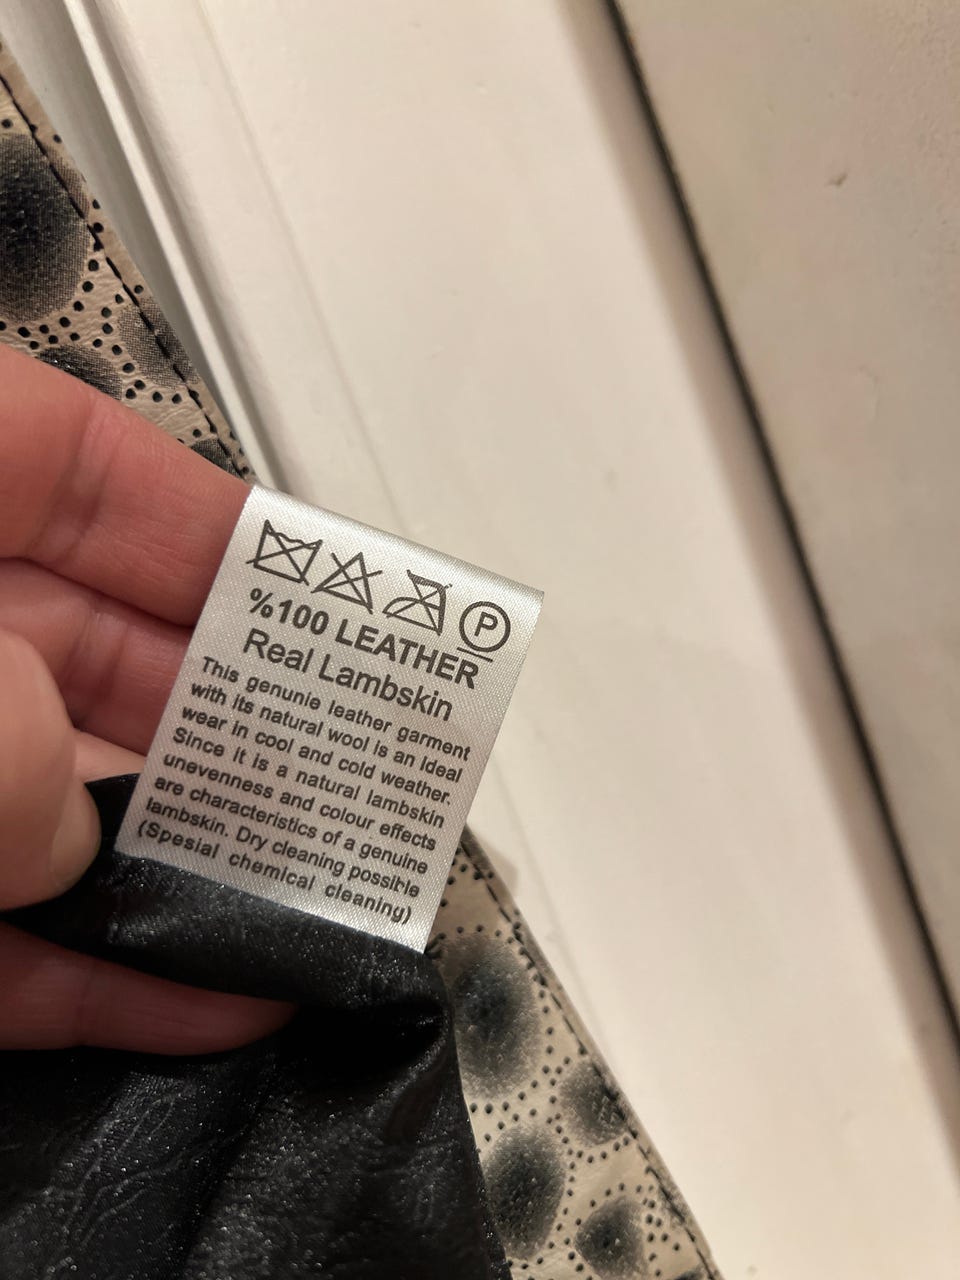 P
%100 LEATHER
Real Lambskin
This genunie leather garment
with its natural wool is an ideal
wear in cool and cold weather.
Since it is a natural lambskin
unevenness and colour effects
are characteristics of a genuine
lambskin. Dry cleaning possible
(Spesial chemical cleaning)